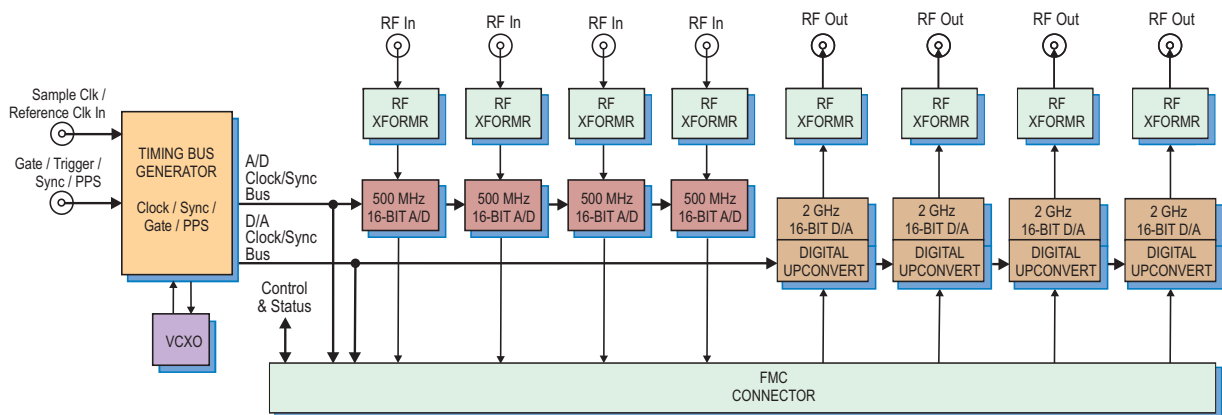 RF In
RF In
RF In
RF In
RF Out
RF Out
RF Out
RF Out
Sample Clk /
Reference Clk In
Gate / Trigger /
Sync / PPS
TIMING BUS
GENERATOR
Clock / Sync /
Gate / PPS
VCXO
A/D
Clock/Sync
Bus
D/A
Clock/Sync
Bus
Control
& Status
RF
XFORMR
RF
XFORMR
RF
XFORMR
RF
XFORMR
RF
XFORMR
RF
XFORMR
RF
XFORMR
RF
XFORMR
500 MHz
16-BIT A/D
500 MHz
16-BIT A/D
500 MHz
16-BIT A/D
500 MHz
16-BIT A/D
2 GHz
16-BIT D/A
DIGITAL
UPCONVERT
2 GHz
16-BIT D/A
DIGITAL
UPCONVERT
2 GHz
16-BIT D/A
DIGITAL
UPCONVERT
2 GHz
16-BIT D/A
DIGITAL
UPCONVERT
FMC
CONNECTOR